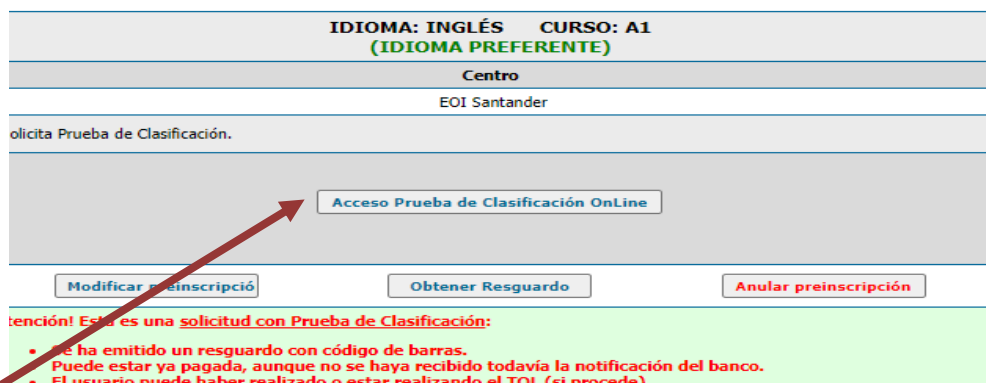 IDIOMA: INGLÉS CURSO: A1
(IDIOMA PREFERENTE)
Centro
EOI Santander
olicita Prueba de Clasificación.
Acceso Prueba de Clasificación OnLine
Modificar preinscripció
Obtener Resguardo
Anular preinscripción
tención! Esta es una solicitud con Prueba de Clasificación:
• Se ha emitido un resguardo con código de barras.
Puede estar ya pagada, aunque no se haya recibido todavía la notificación del banco.
• El usuario puede haber realizado o estar realizando el TOL (si procede)